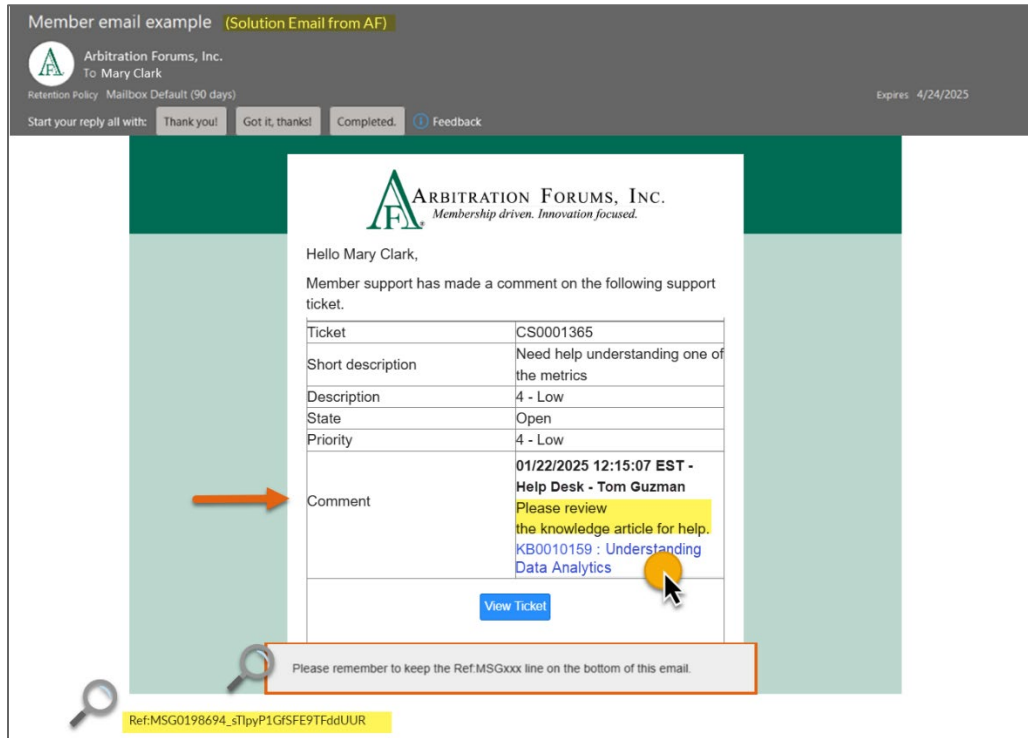 Member email example (Solution Email from AF)
Arbitration Forums, Inc.
To Mary Clark
Retention Policy Mailbox Default (90 days)
Expires 4/24/2025
Start your reply all with: Thank you! Got it, thanks! Completed. Feedback
ARBITRATION FORUMS, INC.
Membership driven. Innovation focused.
Hello Mary Clark,
Member support has made a comment on the following support
ticket.
Ticket CS0001365
Short description Need help understanding one of
the metrics
Description 4 - Low
State Open
Priority 4 - Low
Comment 01/22/2025 12:15:07 EST -
Help Desk - Tom Guzman
Please review
the knowledge article for help.
KB0010159 : Understanding
Data Analytics
View Ticket
Please remember to keep the Ref:MSGxxx line on the bottom of this email.
Ref:MSG0198694_sTlpyP1GfSFE9TFddUUR